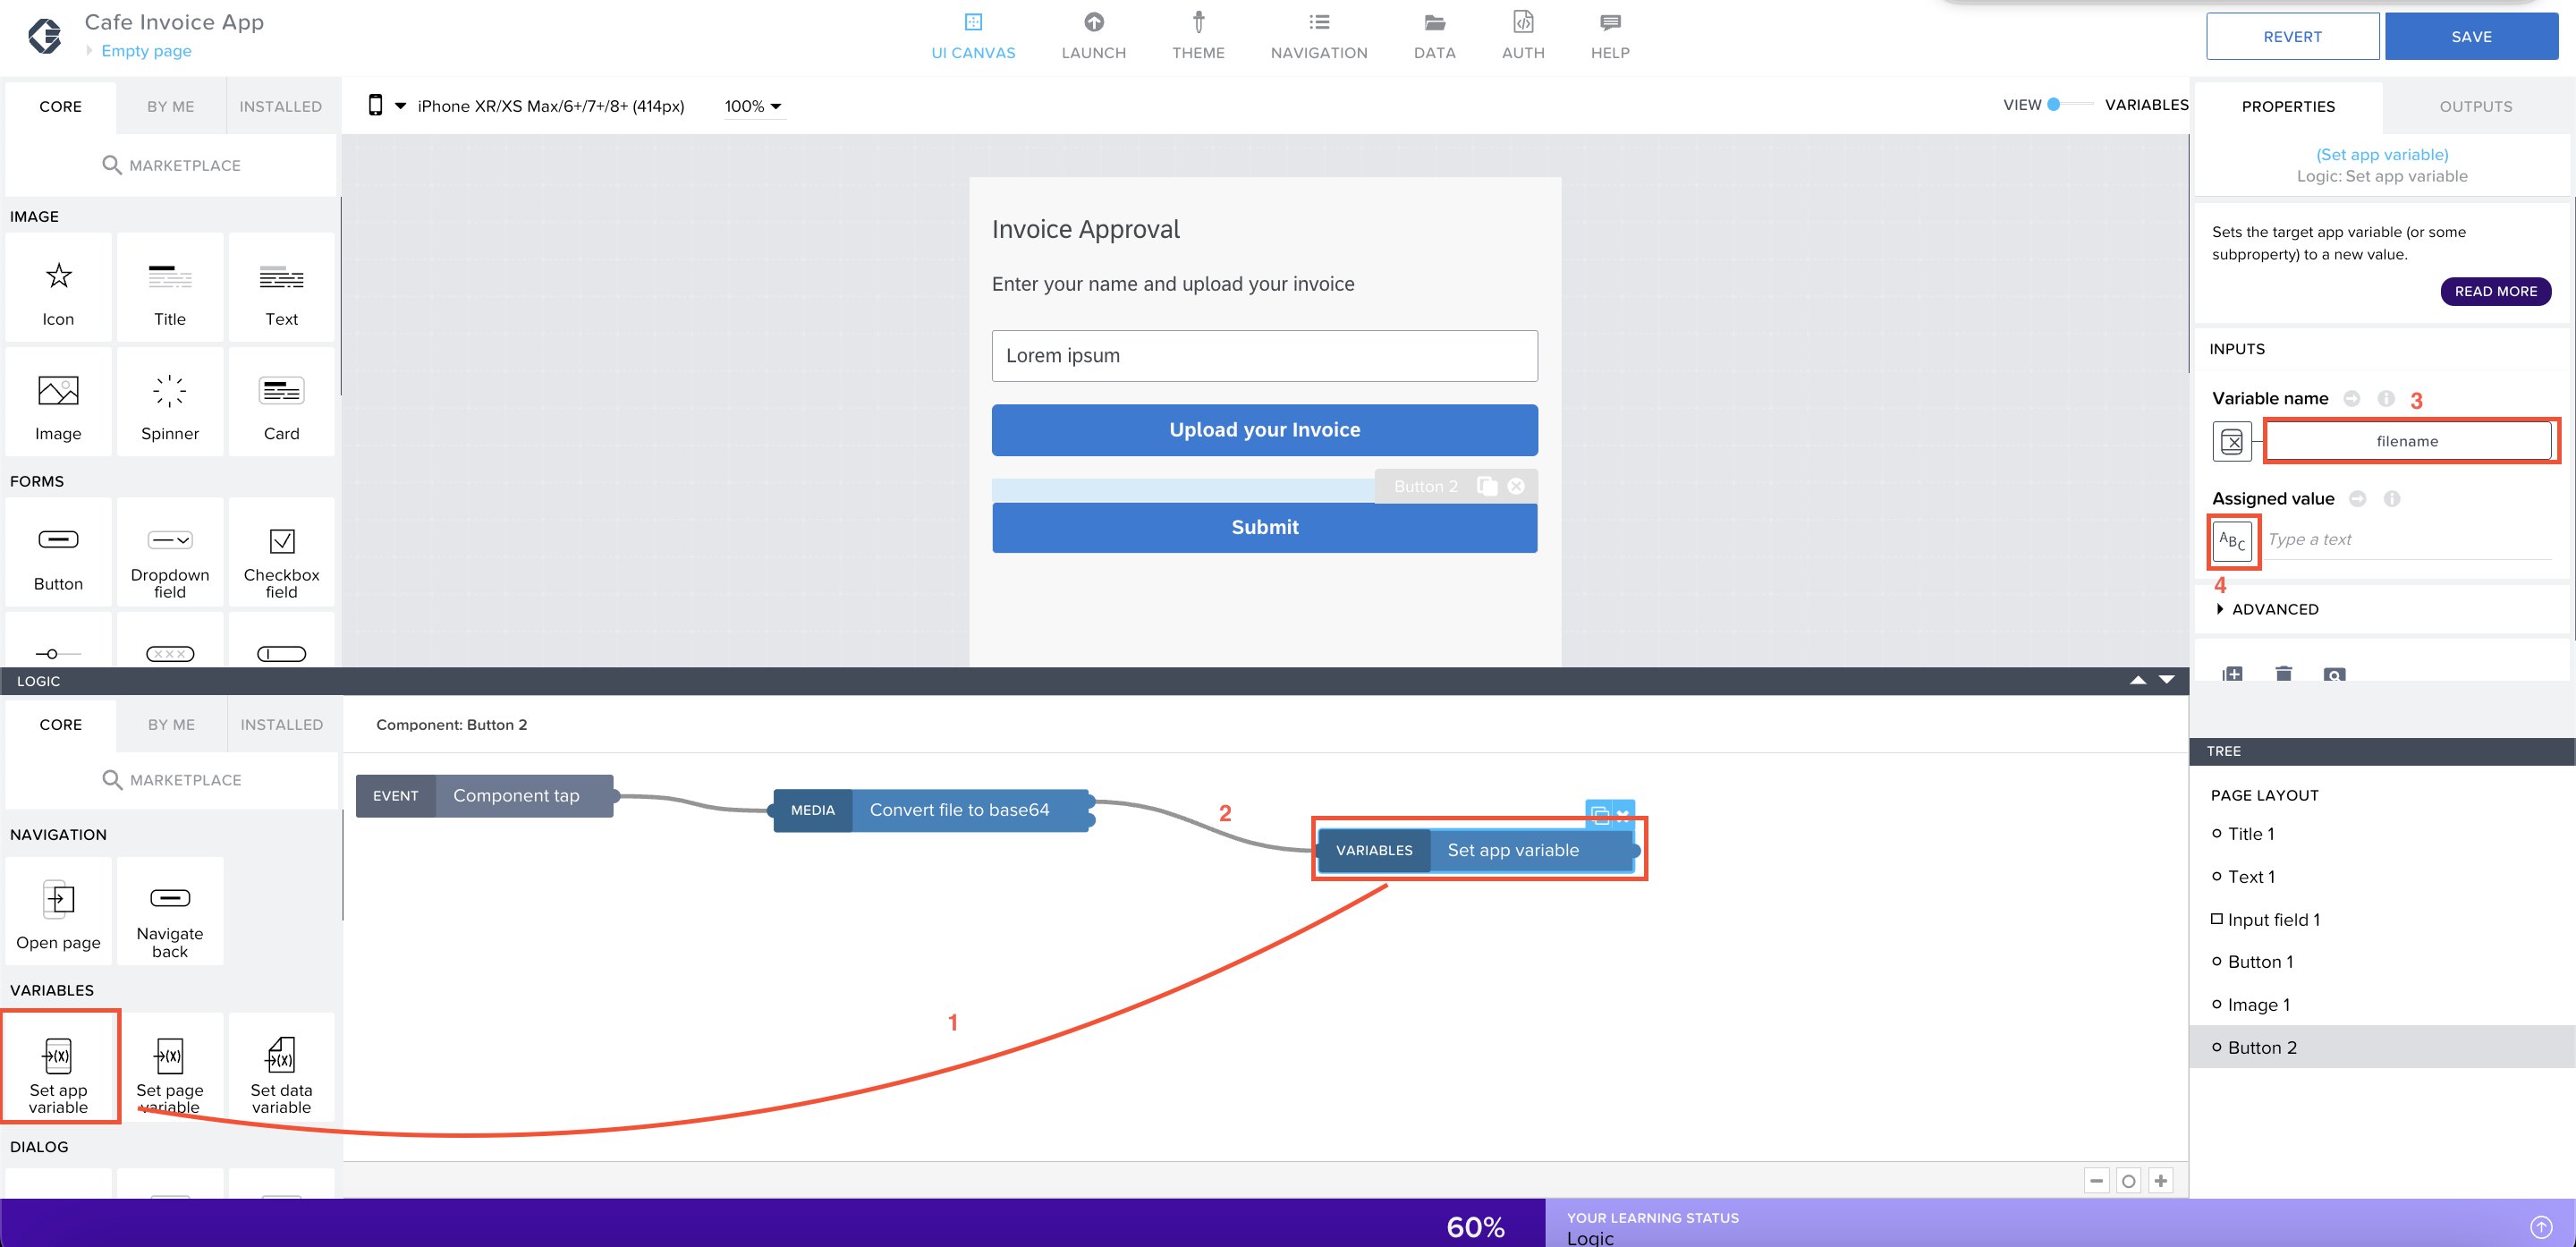 Cafe Invoice App
Empty page
UI CANVAS
LAUNCH
THEME
NAVIGATION
DATA
AUTH
HELP
REVERT
SAVE
CORE
BY ME
INSTALLED
MARKETPLACE
IMAGE
Icon
Title
Text
Image
Spinner
Card
FORMS
Button
Dropdown
field
Checkbox
field
iPhone XR/XS Max/6+/7+/8+ (414px)
100%
VIEW
VARIABLES
Invoice Approval
Enter your name and upload your invoice
Lorem ipsum
Upload your Invoice
Button 2
Submit
PROPERTIES
OUTPUTS
(Set app variable)
Logic: Set app variable
Sets the target app variable (or some
subproperty) to a new value.
READ MORE
INPUTS
Variable name
3
filename
Assigned value
ABC
Type a text
4
ADVANCED
LOGIC
CORE
BY ME
INSTALLED
MARKETPLACE
NAVIGATION
Open page
Navigate
back
VARIABLES
Set app
variable
Set page
variable
Set data
variable
DIALOG
Component: Button 2
EVENT
Component tap
MEDIA
Convert file to base64
2
VARIABLES
Set app variable
1
TREE
PAGE LAYOUT
Title 1
Text 1
Input field 1
Button 1
Image 1
Button 2
60%
YOUR LEARNING STATUS
Logic